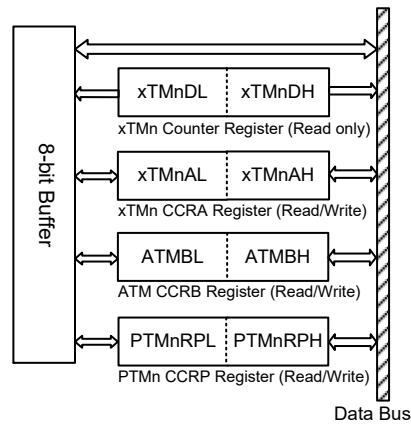 8-bit Buffer
xTMnDL xTMnDH
xTMn Counter Register (Read only)
xTMnAL xTMnAH
xTMn CCRA Register (Read/Write)
ATMBL ATMBH
ATM CCRB Register (Read/Write)
PTMnRPL PTMnRPH
PTMn CCRP Register (Read/Write)
Data Bus